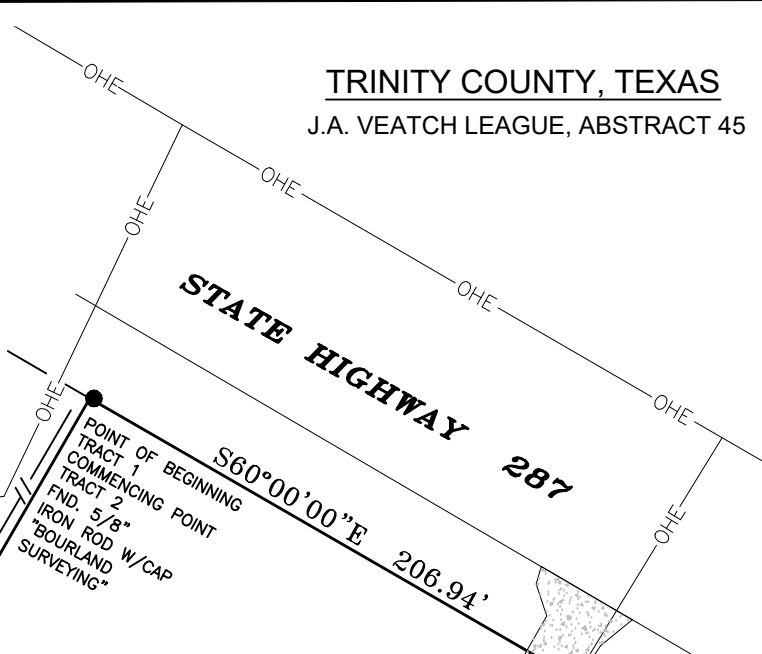 TRINITY COUNTY, TEXAS
J.A. VEATCH LEAGUE, ABSTRACT 45
OHE
OHE
OHE
OHE
OHE
OHE
OHE
STATE HIGHWAY 287
S60°00'00"E 206.94'
POINT OF BEGINNING
TRACT 1
COMMENCING POINT
TRACT 2
FND. 5/8"
IRON ROD W/CAP
"BOURLAND
SURVEYING"